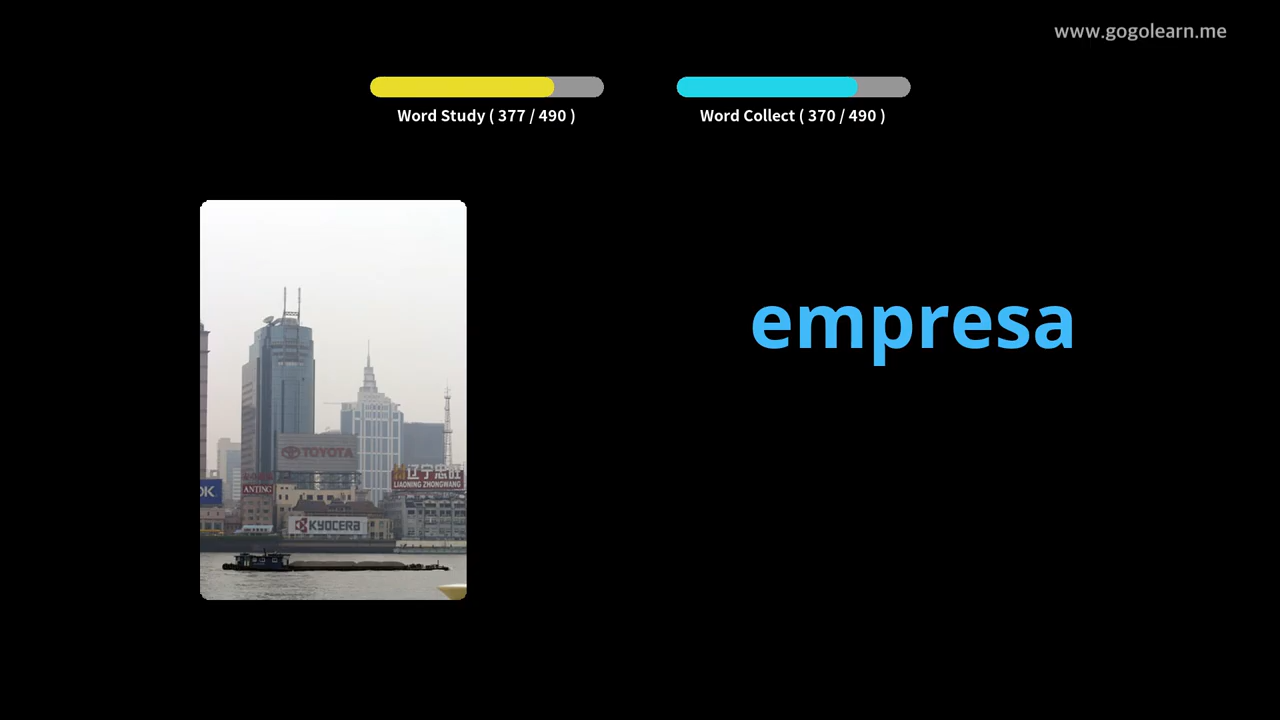 www.gogolearn.me
Word Study ( 377 / 490 )
Word Collect ( 370 / 490 )
empresa
TOYOTA
辽宁忠旺
LIAONING ZHONGWANG
ANTING
KYOCERA